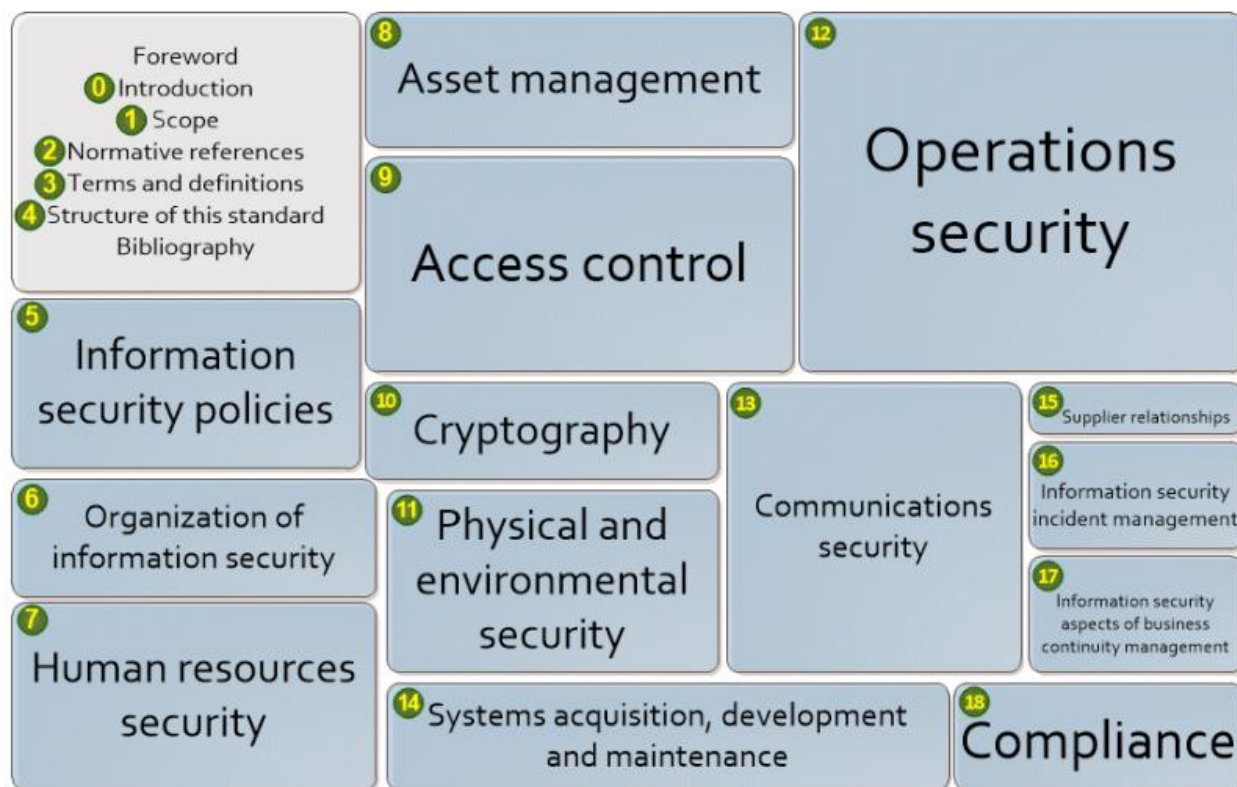 Foreword
0 Introduction
1 Scope
2 Normative references
3 Terms and definitions
4 Structure of this standard
Bibliography
5
Information
security policies
6
Organization of
information security
7
Human resources
security
8
Asset management
9
Access control
10
Cryptography
11
Physical and
environmental
security
12
Operations
security
13
Communications
security
14
Systems acquisition, development
and maintenance
15
Supplier relationships
16
Information security
incident management
17
Information security
aspects of business
continuity management
18
Compliance